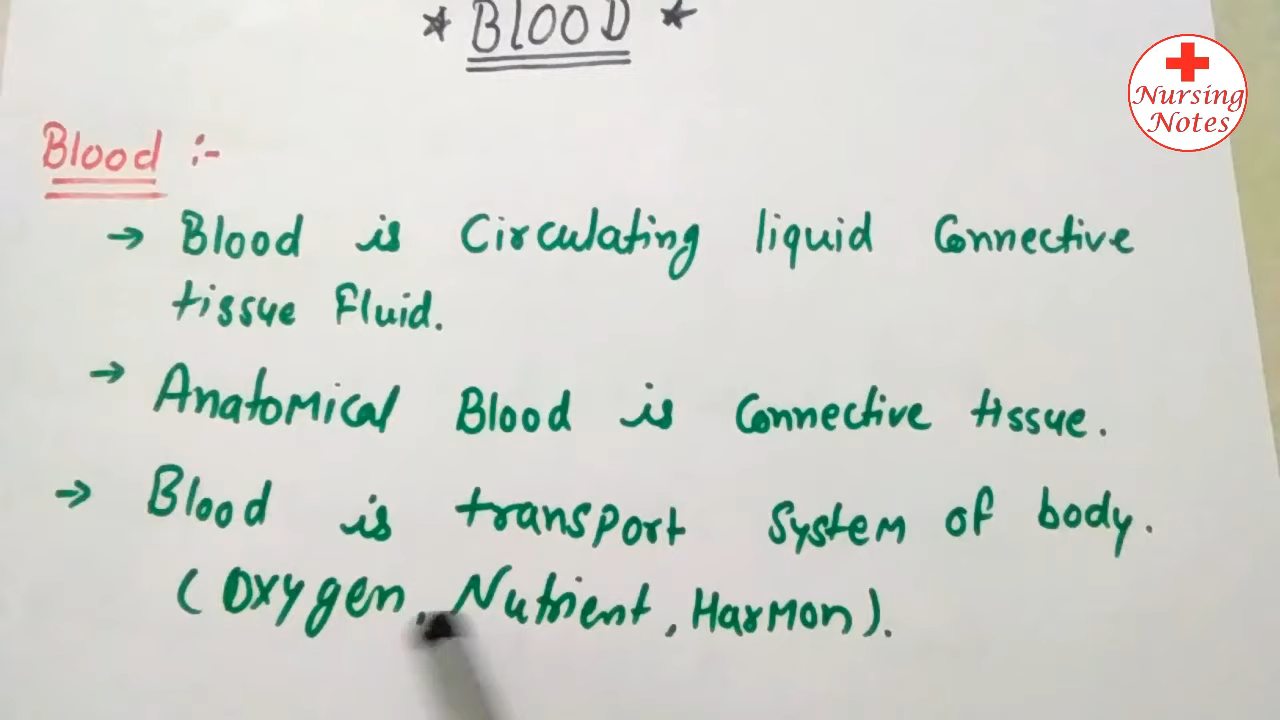 * BLOOD *
Nursing
Notes
Blood :-
→ Blood is Circulating liquid Connective
tissue Fluid.
→ Anatomical Blood is Connective tissue.
→ Blood is transport system of body.
(Oxygen, Nutrient, Harmon).